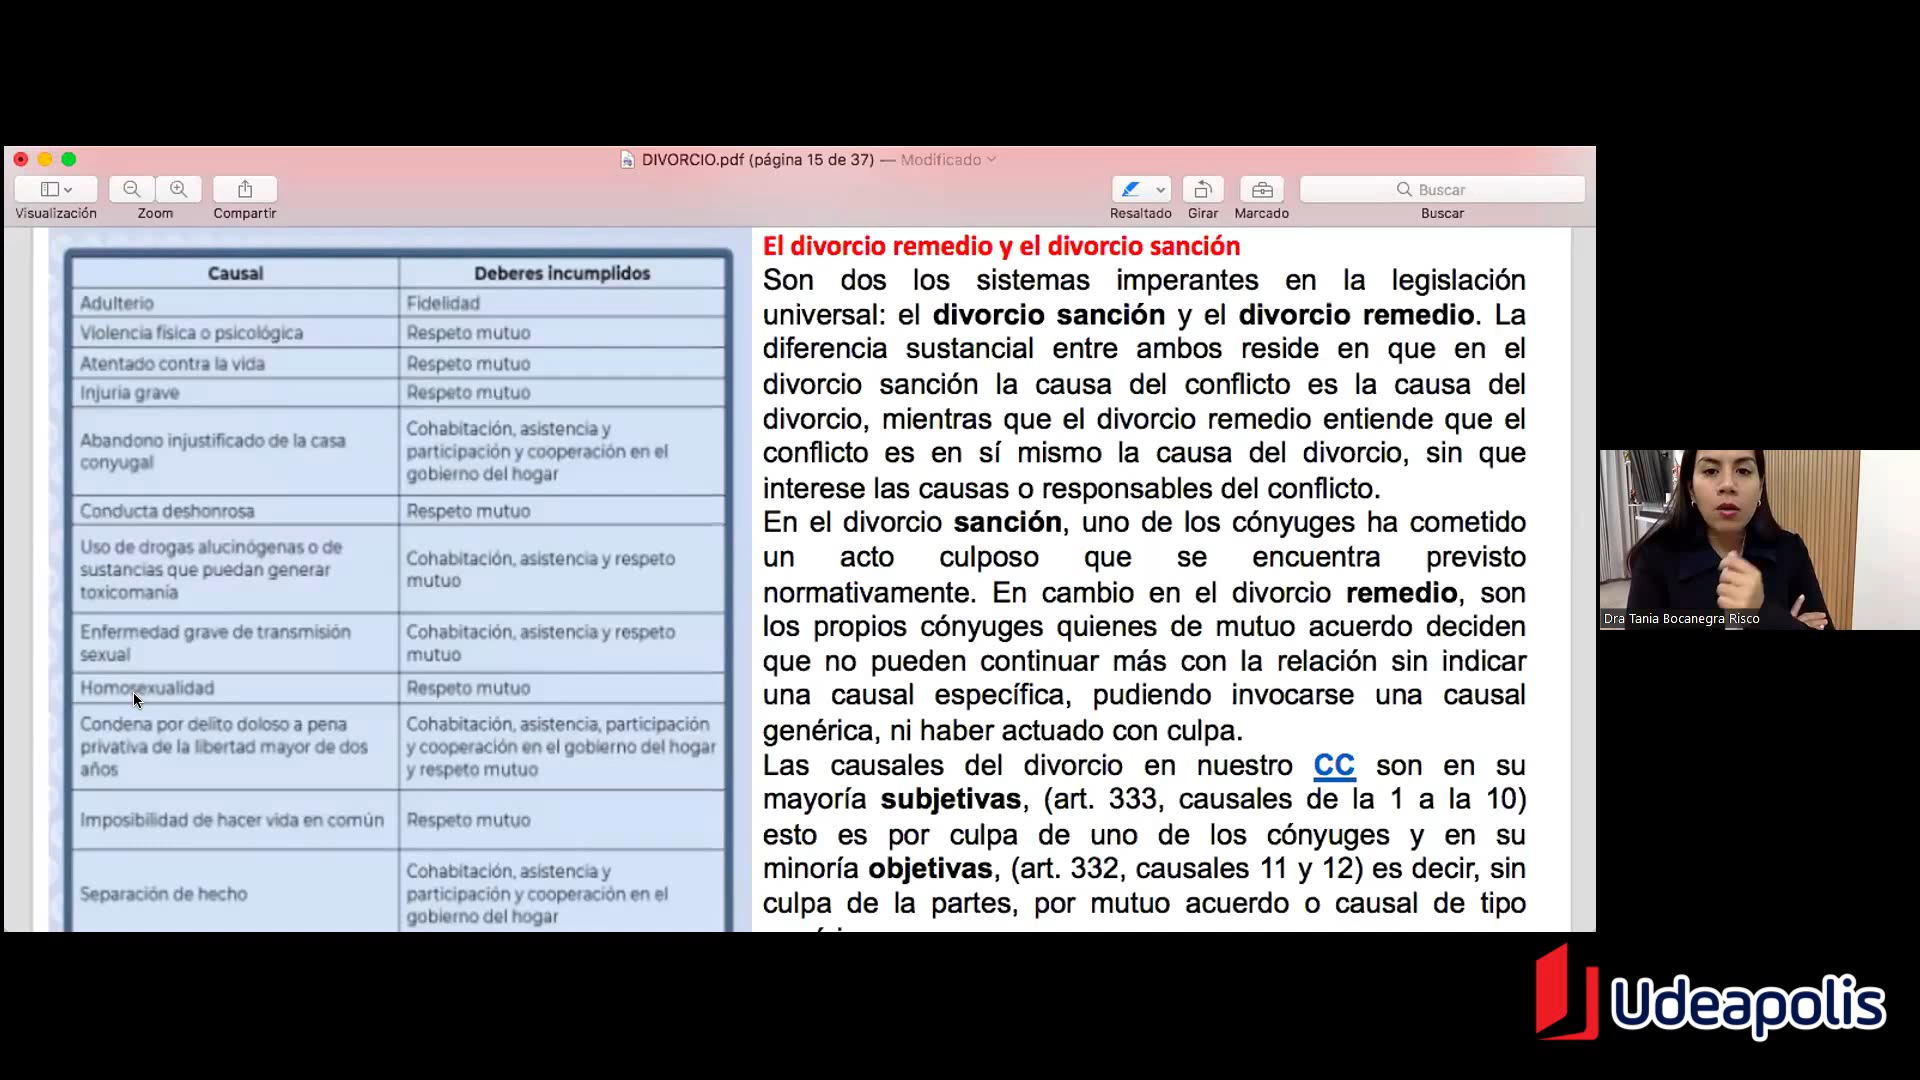 DIVORCIO.pdf (página 15 de 37) — Modificado
Visualización
Zoom
Compartir
Resaltado
Girar
Marcado
Buscar
Buscar
Causal
Deberes incumplidos
Adulterio
Fidelidad
Violencia física o psicológica
Respeto mutuo
Atentado contra la vida
Respeto mutuo
Injuria grave
Respeto mutuo
Abandono injustificado de la casa
conyugal
Cohabitación, asistencia y
participación y cooperación en el
gobierno del hogar
Conducta deshonrosa
Respeto mutuo
Uso de drogas alucinógenas o de
sustancias que puedan generar
toxicomanía
Cohabitación, asistencia y respeto
mutuo
Enfermedad grave de transmisión
sexual
Cohabitación, asistencia y respeto
mutuo
Homosexualidad
Respeto mutuo
Condena por delito doloso a pena
privativa de la libertad mayor de dos
años
Cohabitación, asistencia, participación
y cooperación en el gobierno del hogar
y respeto mutuo
Imposibilidad de hacer vida en común
Respeto mutuo
Separación de hecho
Cohabitación, asistencia y
participación y cooperación en el
gobierno del hogar
El divorcio remedio y el divorcio sanción
Son dos los sistemas imperantes en la legislación
universal: el divorcio sanción y el divorcio remedio. La
diferencia sustancial entre ambos reside en que en el
divorcio sanción la causa del conflicto es la causa del
divorcio, mientras que el divorcio remedio entiende que el
conflicto es en sí mismo la causa del divorcio, sin que
interese las causas o responsables del conflicto.
En el divorcio sanción, uno de los cónyuges ha cometido
un acto culposo que se encuentra previsto
normativamente. En cambio en el divorcio remedio, son
los propios cónyuges quienes de mutuo acuerdo deciden
que no pueden continuar más con la relación sin indicar
una causal específica, pudiendo invocarse una causal
genérica, ni haber actuado con culpa.
Las causales del divorcio en nuestro CC son en su
mayoría subjetivas, (art. 333, causales de la 1 a la 10)
esto es por culpa de uno de los cónyuges y en su
minoría objetivas, (art. 332, causales 11 y 12) es decir, sin
culpa de la partes, por mutuo acuerdo o causal de tipo
Dra Tania Bocanegra Risco
Udeapolis